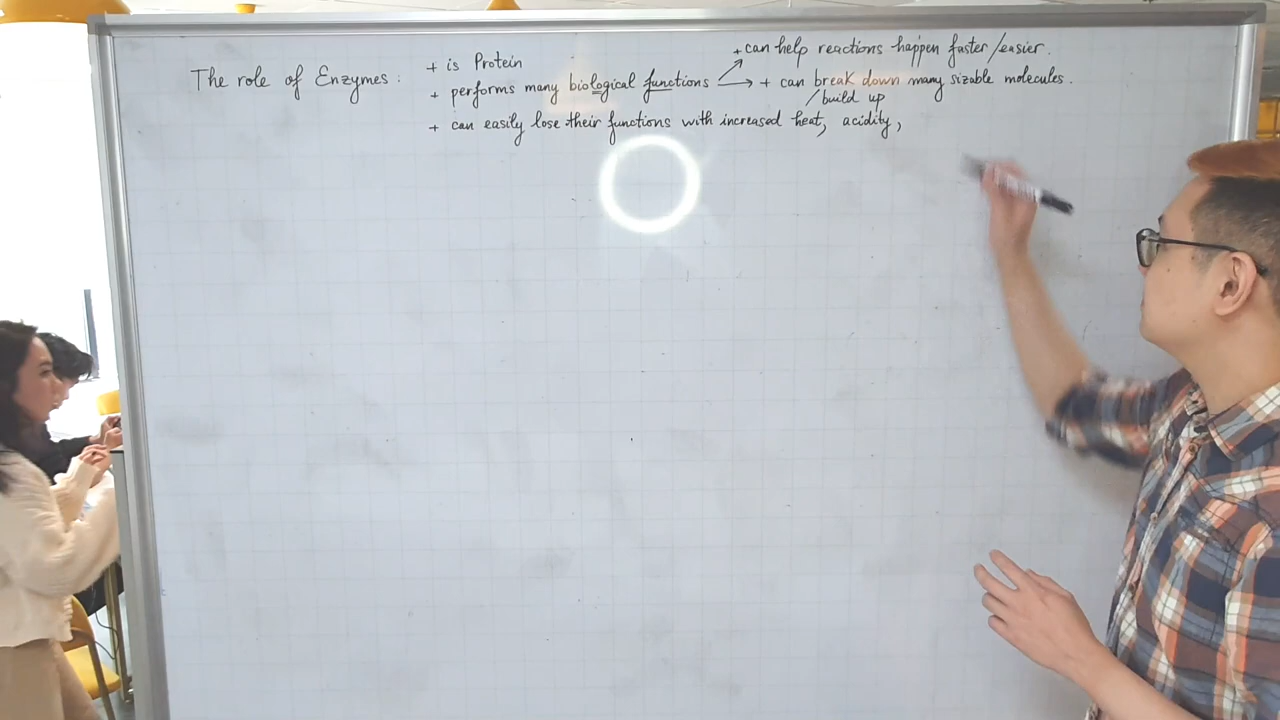 The role of Enzymes :
+ is Protein
+ performs many biological functions
+ can help reactions happen faster/easier.
+ can break down many sizable molecules.
/build up
+ can easily lose their functions with increased heat, acidity,